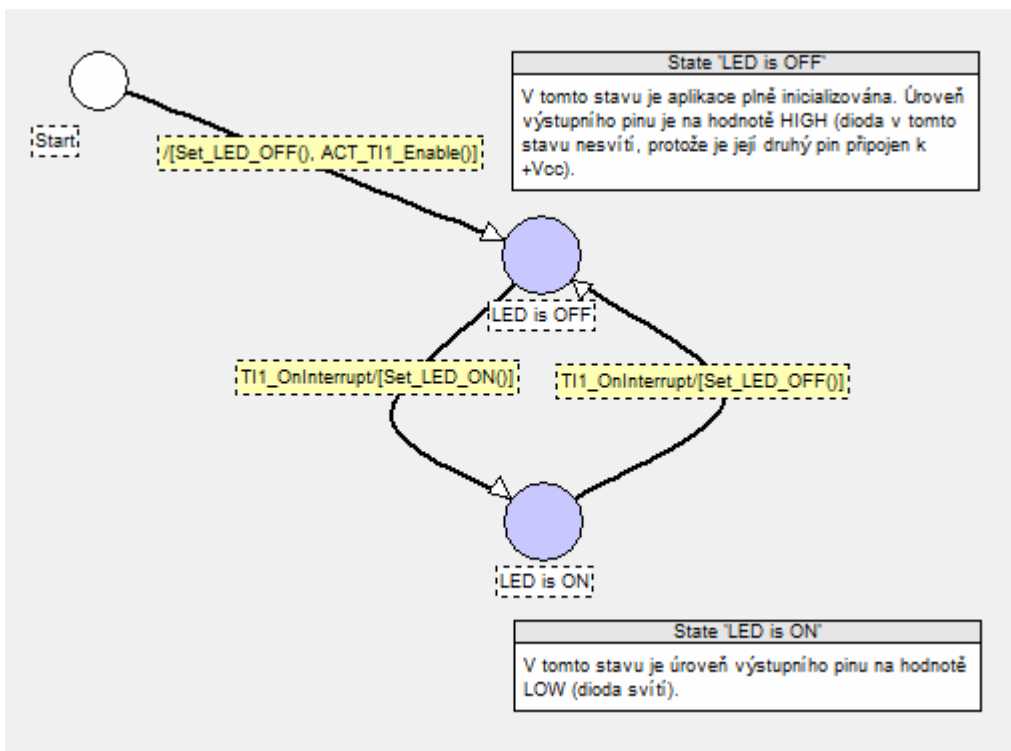 Start
/[Set_LED_OFF(), ACT_TI1_Enable()]
State 'LED is OFF'
V tomto stavu je aplikace plně inicializována. Úroveň
výstupního pinu je na hodnotě HIGH (dioda v tomto
stavu nesvítí, protože je její druhý pin připojen k
+Vcc).
LED is OFF
TI1_OnInterrupt/[Set_LED_ON()]
TI1_OnInterrupt/[Set_LED_OFF()]
LED is ON
State 'LED is ON'
V tomto stavu je úroveň výstupního pinu na hodnotě
LOW (dioda svítí).